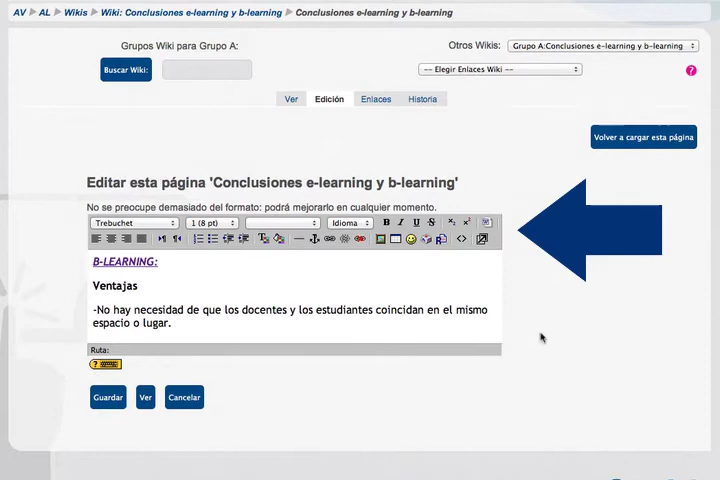 AV AL Wikis Wiki: Conclusiones e-learning y b-learning Conclusiones e-learning y b-learning
Grupos Wiki para Grupo A:
Otros Wikis: Grupo A:Conclusiones e-learning y b-learning
Buscar Wiki:
-- Elegir Enlaces Wiki --
?
Ver Edición Enlaces Historia
Volver a cargar esta página
Editar esta página 'Conclusiones e-learning y b-learning'
No se preocupe demasiado del formato: podrá mejorarlo en cualquier momento.
Trebuchet 1 (8 pt) Idioma B I U S x₂ x²
B-LEARNING:
Ventajas
-No hay necesidad de que los docentes y los estudiantes coincidan en el mismo
espacio o lugar.
Ruta:
?
Guardar Ver Cancelar